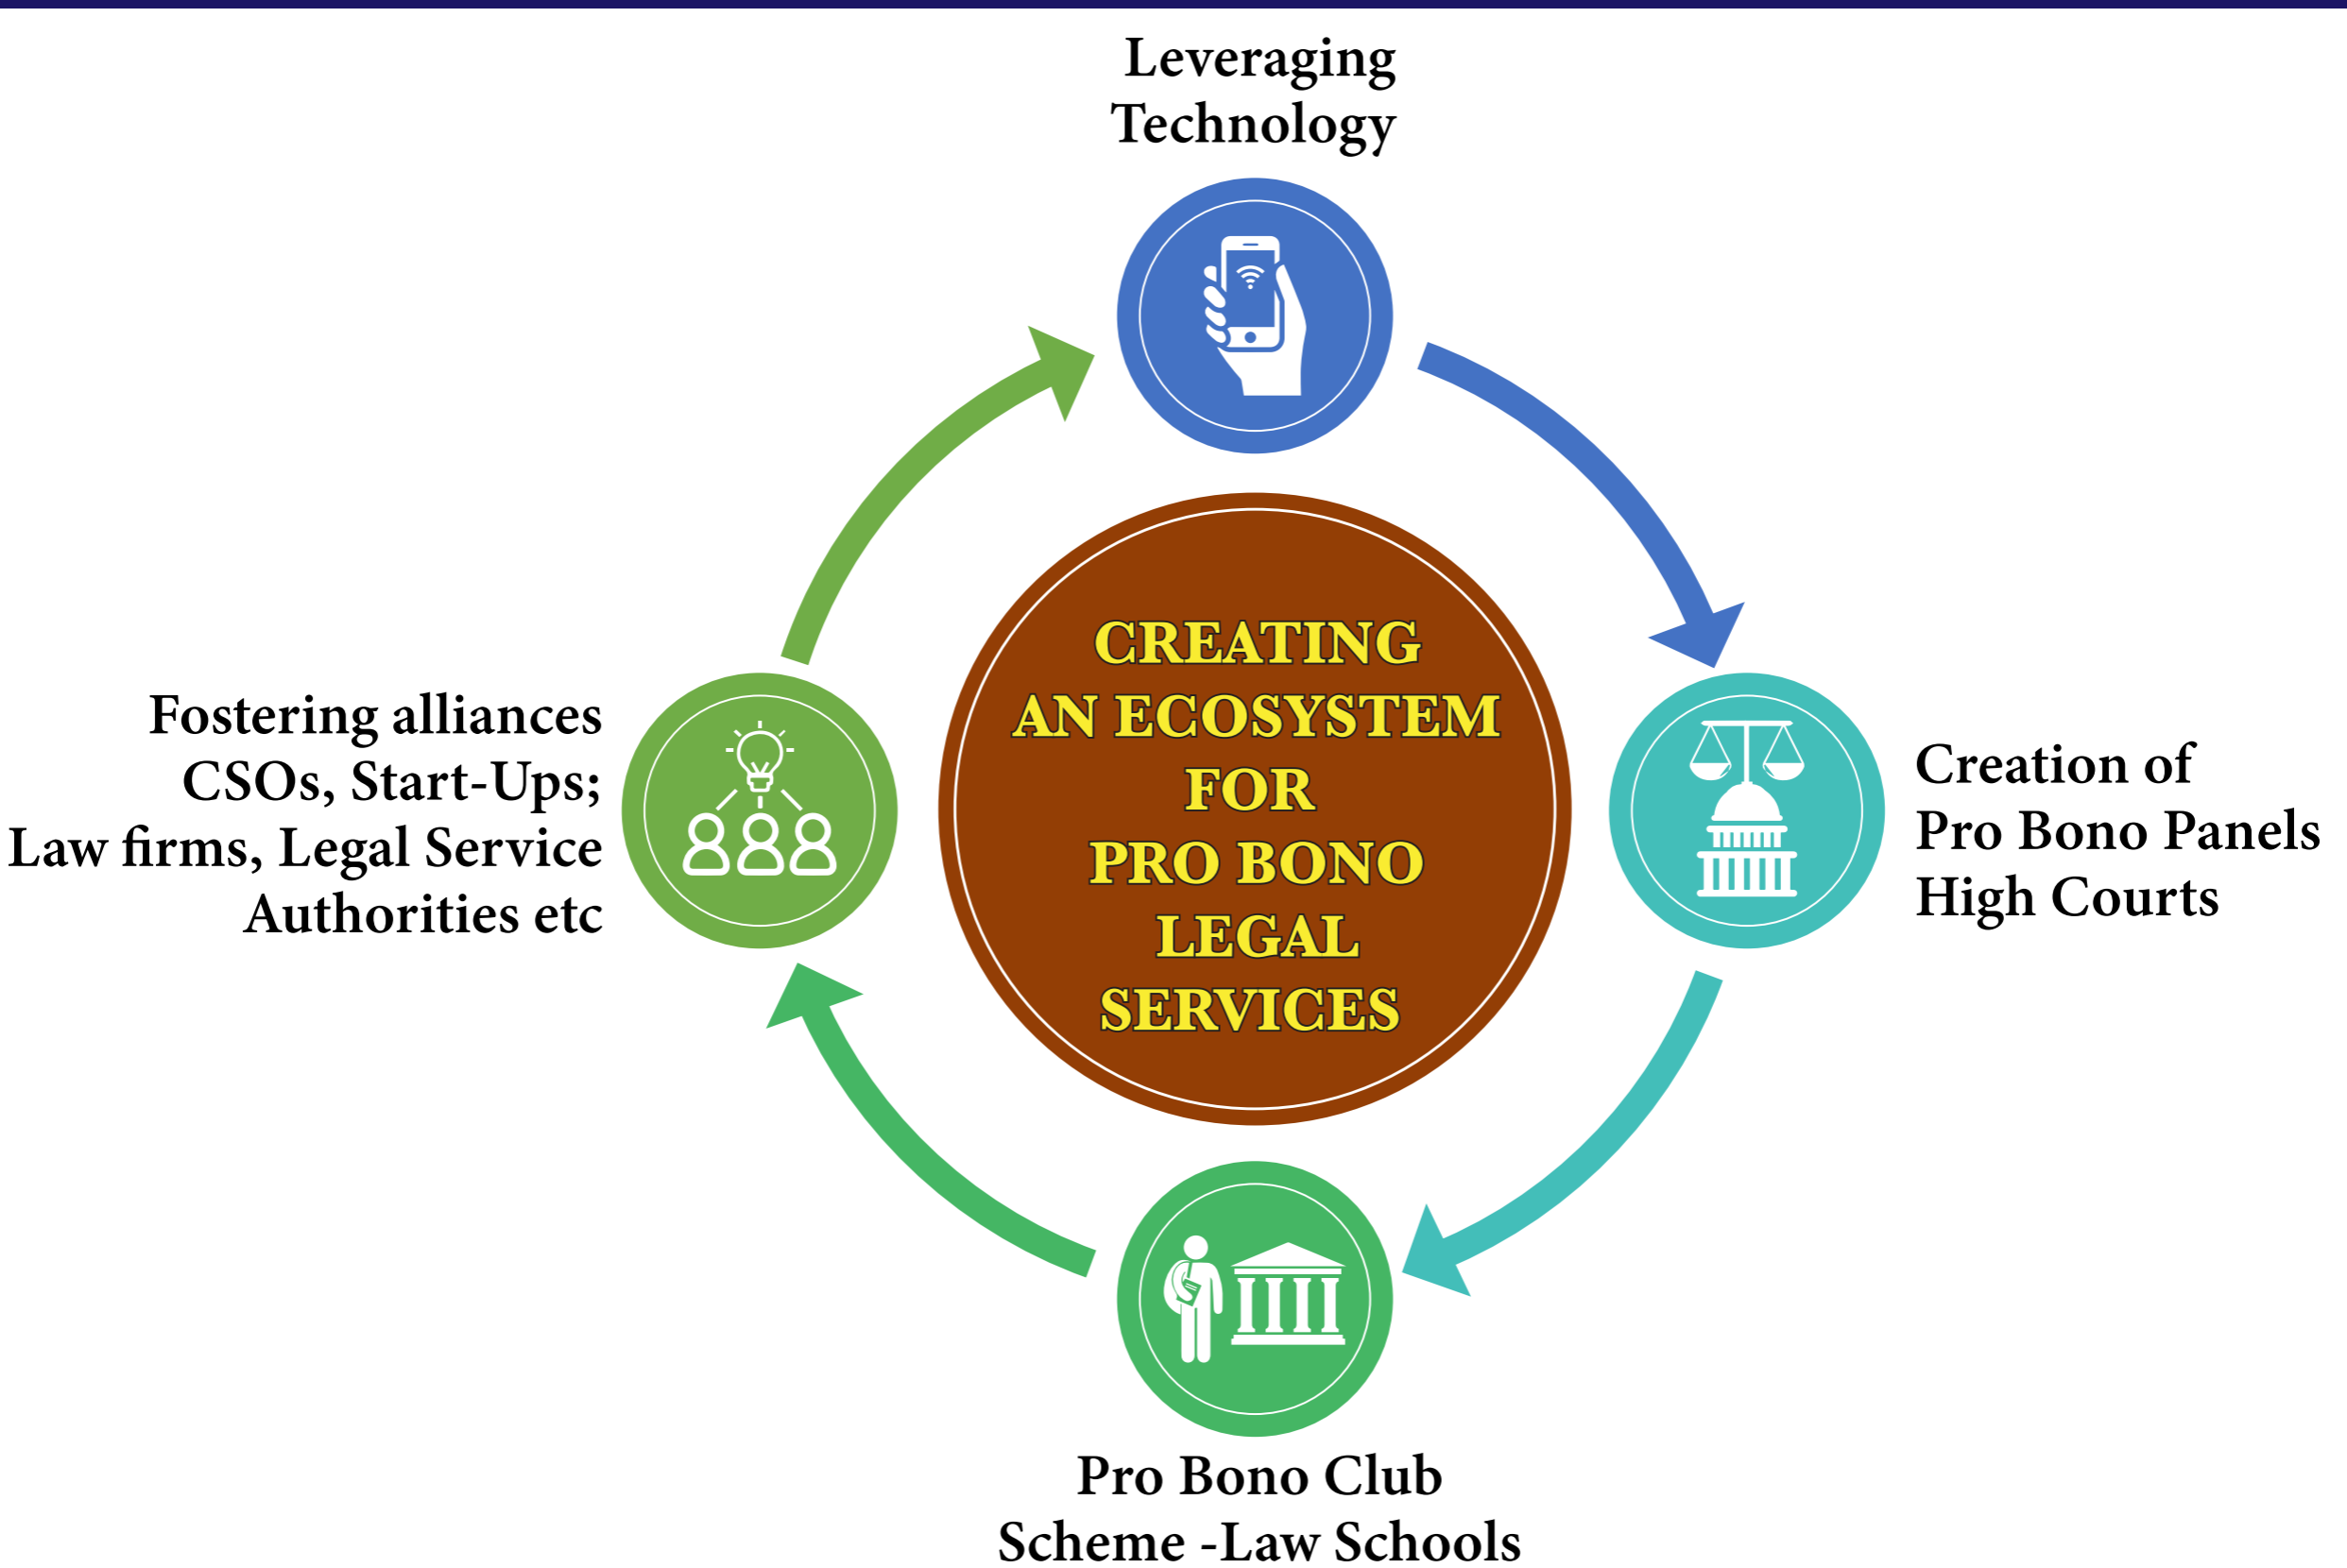 Leveraging
Technology
CREATING
AN ECOSYSTEM
FOR
PRO BONO
LEGAL
SERVICES
Fostering alliances
CSOs, Start-Ups;
Law firms, Legal Service
Authorities etc
Creation of
Pro Bono Panels
High Courts
Pro Bono Club
Scheme -Law Schools